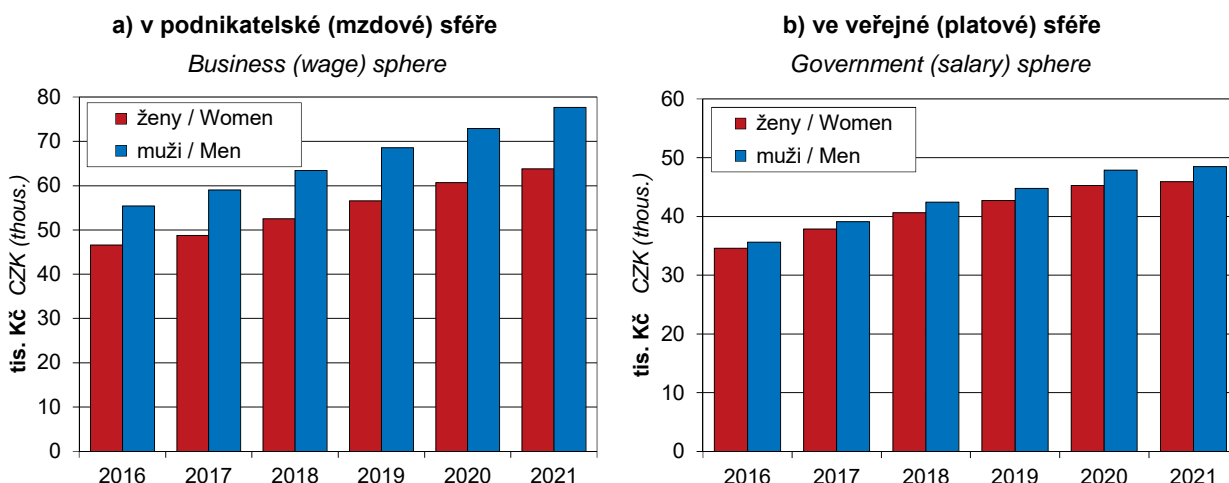 a) v podnikatelské (mzdové) sféře
Business (wage) sphere
tis. Kč CZK (thous.)
80
70
60
50
40
30
20
10
0
ženy / Women
muži / Men
2016 2017 2018 2019 2020 2021
b) ve veřejné (platové) sféře
Government (salary) sphere
tis. Kč CZK (thous.)
60
50
40
30
20
10
0
ženy / Women
muži / Men
2016 2017 2018 2019 2020 2021